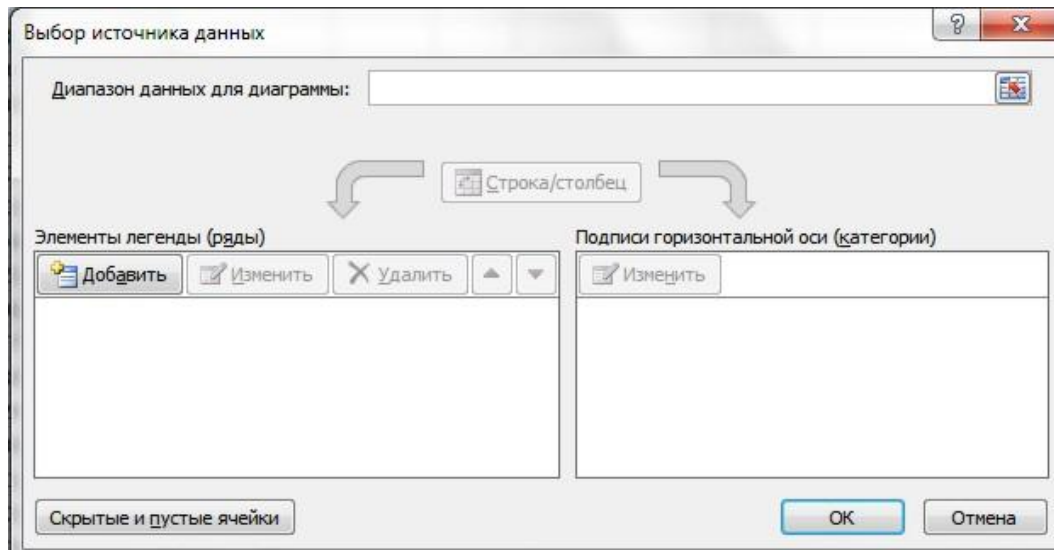 Выбор источника данных
Диапазон данных для диаграммы:
Строка/столбец
Элементы легенды (ряды)
Добавить Изменить Удалить
Подписи горизонтальной оси (категории)
Изменить
Скрытые и пустые ячейки
ОК Отмена